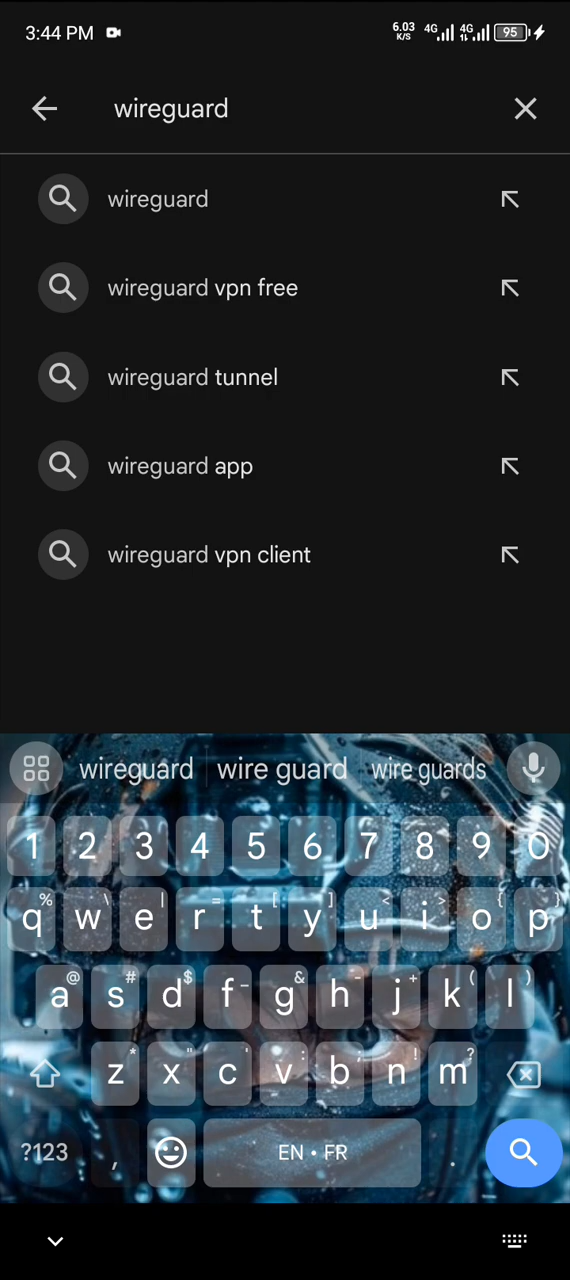 3:44 PM 6.03 K/S 4G 4G 95
wireguard
wireguard
wireguard vpn free
wireguard tunnel
wireguard app
wireguard vpn client
wireguard wire guard wire guards
1 2 3 4 5 6 7 8 9 0
% \ | = [ ] < > { }
q w e r t y u i o p
@ # $ _ & - + ( )
a s d f g h j k l
* " ' : ; ! ?
z x c v b n m
?123 , EN • FR .